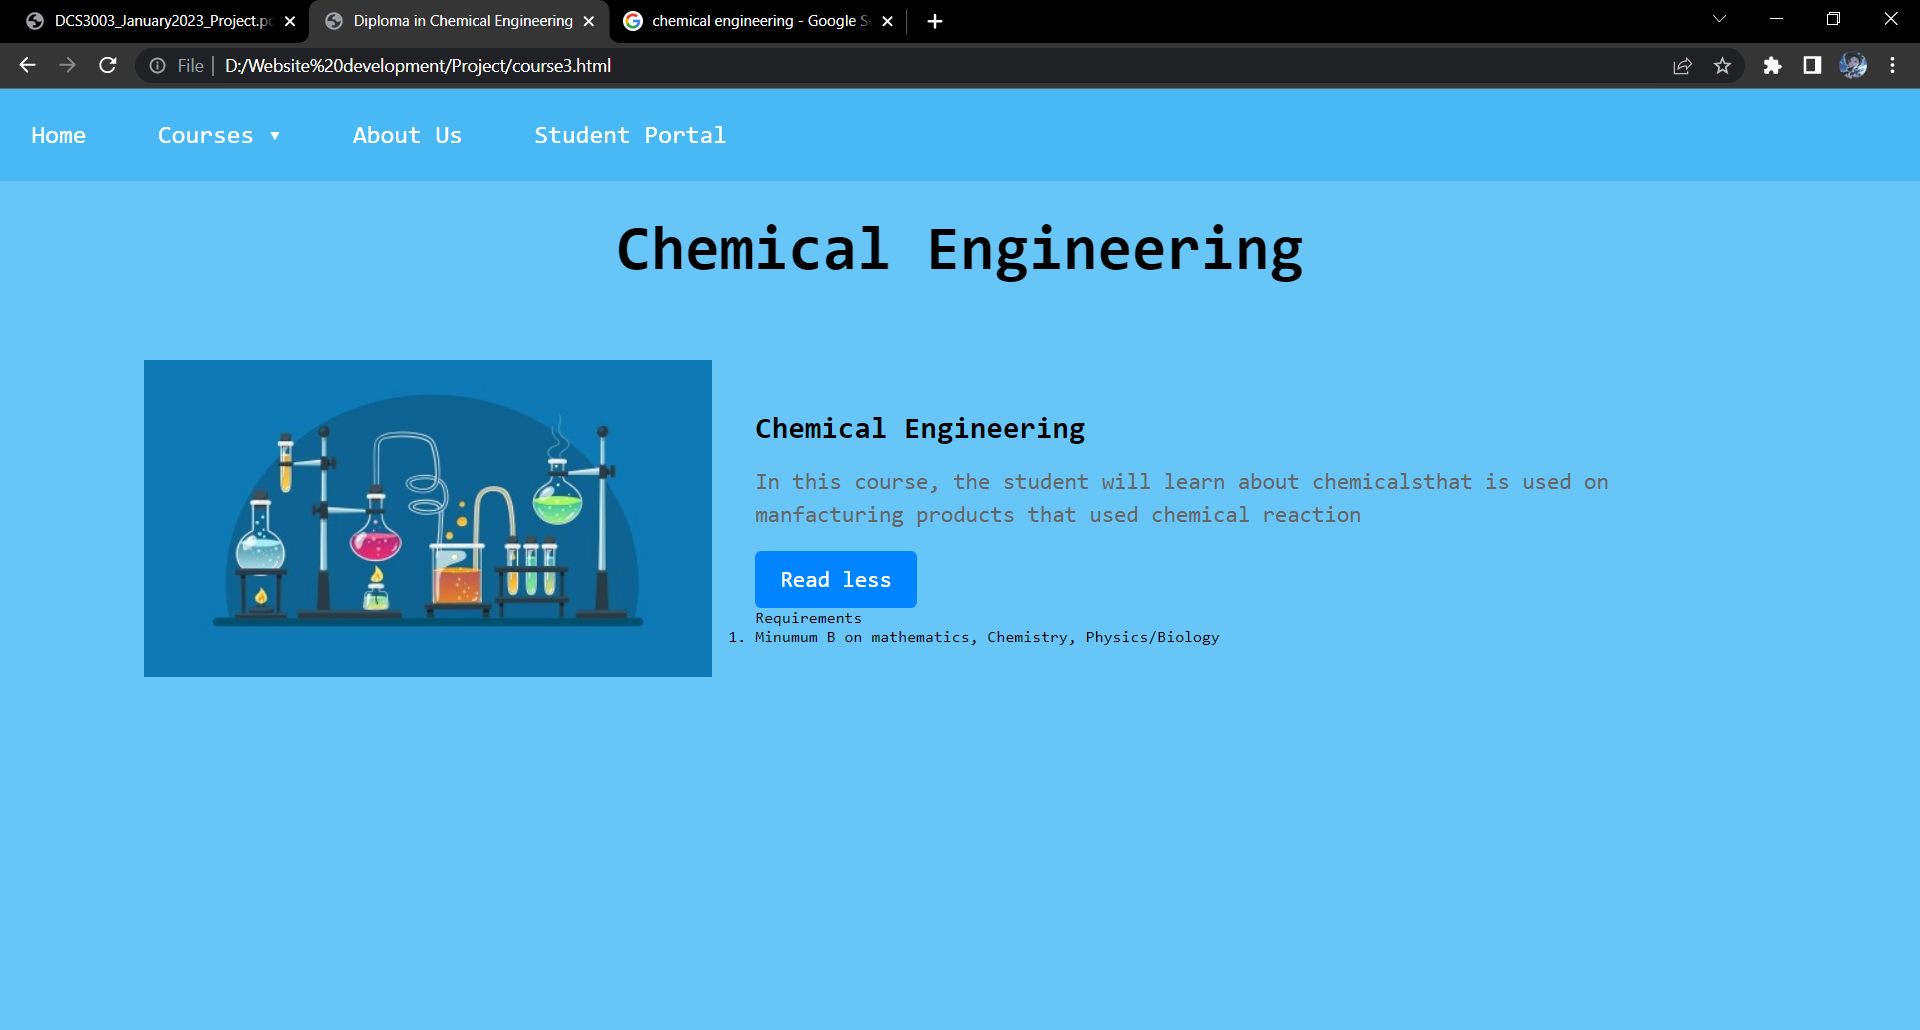 DCS3003_January2023_Project.pd
Diploma in Chemical Engineering
chemical engineering - Google Se
File
D:/Website%20development/Project/course3.html
Home
Courses ▾
About Us
Student Portal
Chemical Engineering
Chemical Engineering
In this course, the student will learn about chemicalsthat is used on
manfacturing products that used chemical reaction
Read less
Requirements
1. Minumum B on mathematics, Chemistry, Physics/Biology